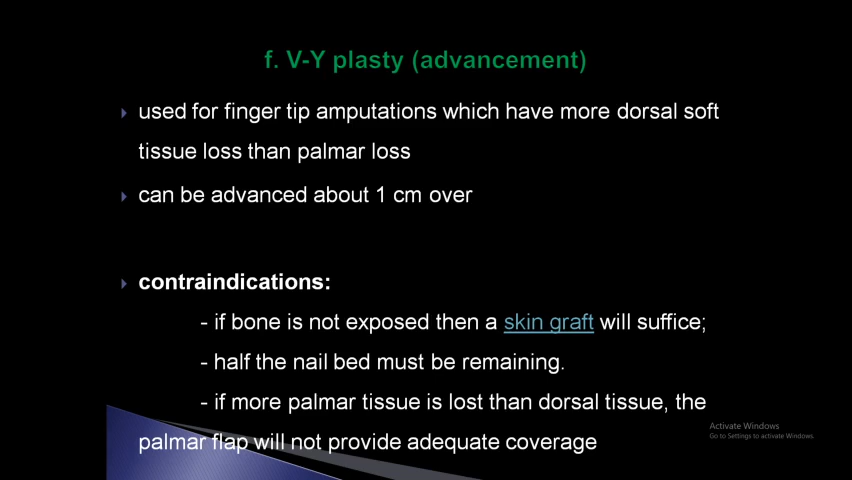 f. V-Y plasty (advancement)
used for finger tip amputations which have more dorsal soft
tissue loss than palmar loss
can be advanced about 1 cm over
contraindications:
- if bone is not exposed then a skin graft will suffice;
- half the nail bed must be remaining.
- if more palmar tissue is lost than dorsal tissue, the
palmar flap will not provide adequate coverage
Activate Windows
Go to Settings to activate Windows.